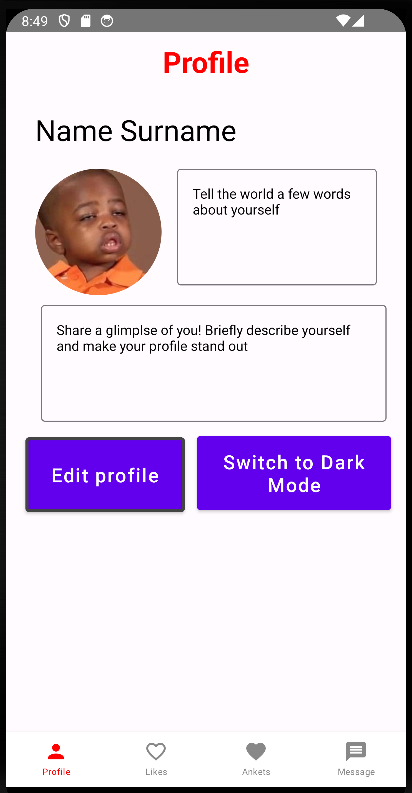 8:49
Profile
Name Surname
Tell the world a few words
about yourself
Share a glimplse of you! Briefly describe yourself
and make your profile stand out
Edit profile
Switch to Dark
Mode
Profile
Likes
Ankets
Message